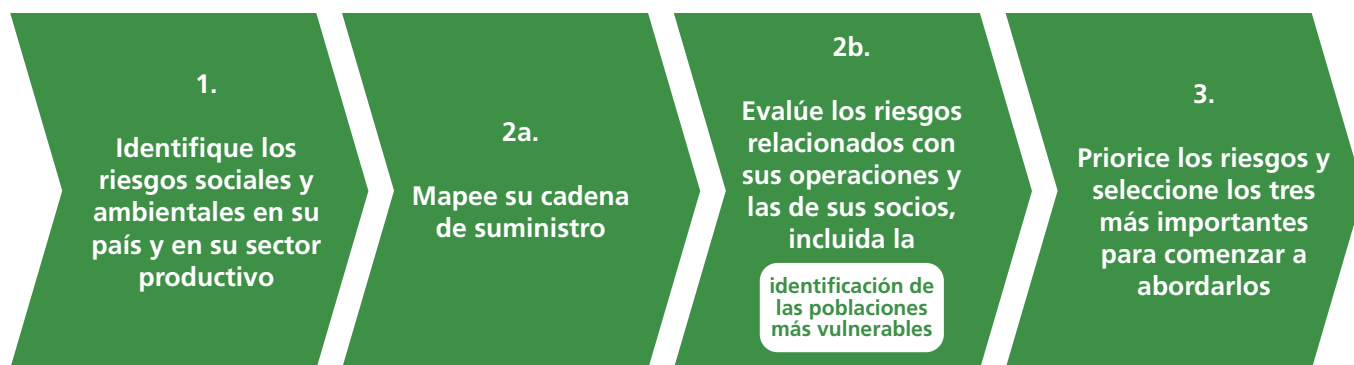 1.
Identifique los
riesgos sociales y
ambientales en su
país y en su sector
productivo
2a.
Mapee su cadena
de suministro
2b.
Evalúe los riesgos
relacionados con
sus operaciones y
las de sus socios,
incluida la
identificación de
las poblaciones
más vulnerables
3.
Priorice los riesgos y
seleccione los tres
más importantes
para comenzar a
abordarlos